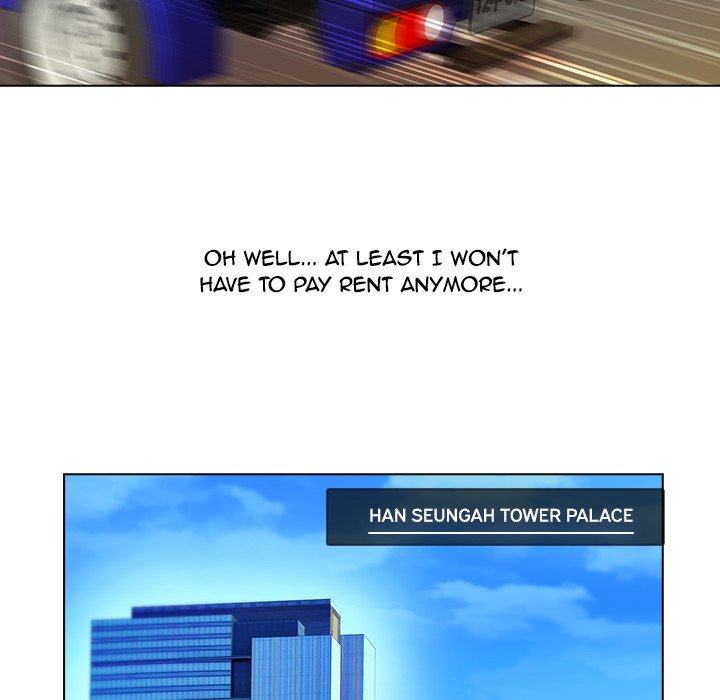 OH WELL... AT LEAST I WON'T
HAVE TO PAY RENT ANYMORE...
HAN SEUNGAH TOWER PALACE